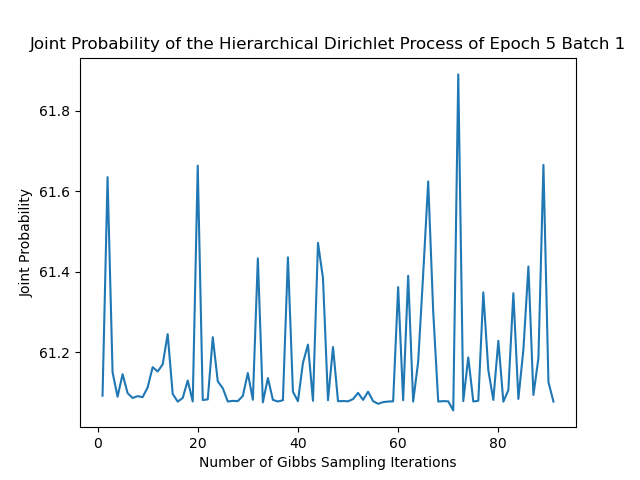 Joint Probability of the Hierarchical Dirichlet Process of Epoch 5 Batch 1
61.8
61.6
61.4
61.2
Joint Probability
0 20 40 60 80
Number of Gibbs Sampling Iterations